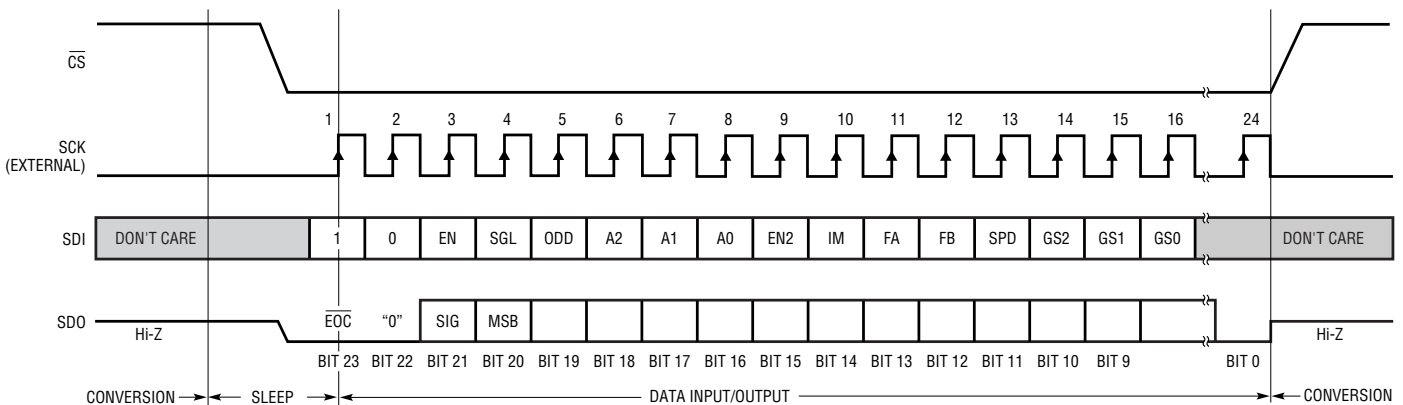 CS
1 2 3 4 5 6 7 8 9 10 11 12 13 14 15 16 24
SCK
(EXTERNAL)
SDI DON'T CARE 1 0 EN SGL ODD A2 A1 A0 EN2 IM FA FB SPD GS2 GS1 GS0 DON'T CARE
SDO Hi-Z EOC “0” SIG MSB Hi-Z
BIT 23 BIT 22 BIT 21 BIT 20 BIT 19 BIT 18 BIT 17 BIT 16 BIT 15 BIT 14 BIT 13 BIT 12 BIT 11 BIT 10 BIT 9 BIT 0
CONVERSION SLEEP DATA INPUT/OUTPUT CONVERSION